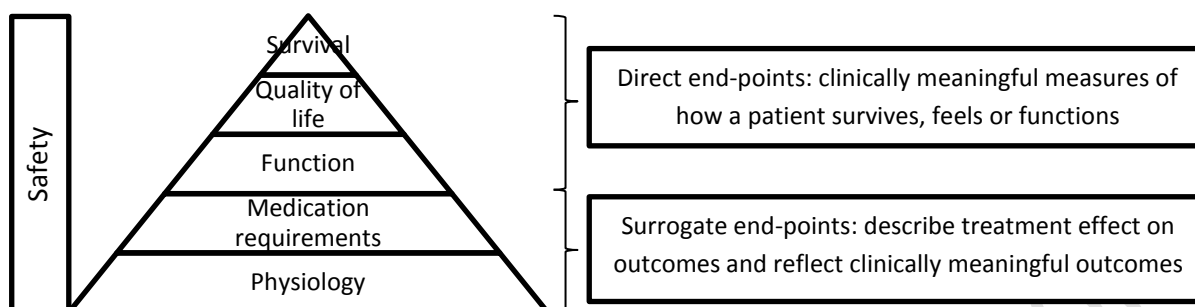 Safety
Survival
Quality of
life
Function
Medication
requirements
Physiology
Direct end-points: clinically meaningful measures of
how a patient survives, feels or functions
Surrogate end-points: describe treatment effect on
outcomes and reflect clinically meaningful outcomes